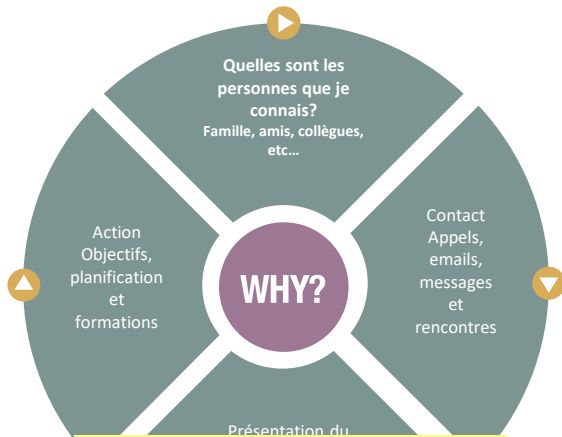 Quelles sont les
personnes que je
connais?
Famille, amis, collègues,
etc...
Contact
Appels,
emails,
messages
et
rencontres
Présentation du
Action
Objectifs,
planification
et
formations
WHY?